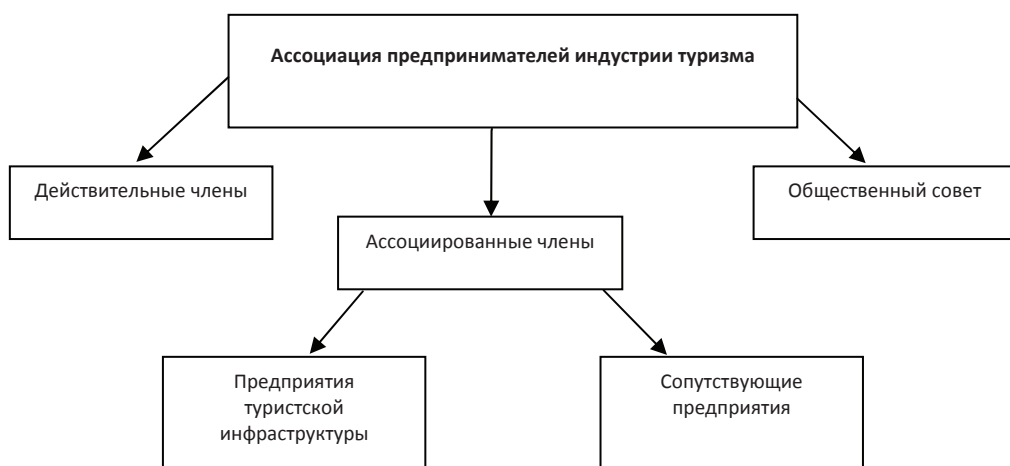 Ассоциация предпринимателей индустрии туризма
Действительные члены
Общественный совет
Ассоциированные члены
Предприятия
туристской
инфраструктуры
Сопутствующие
предприятия